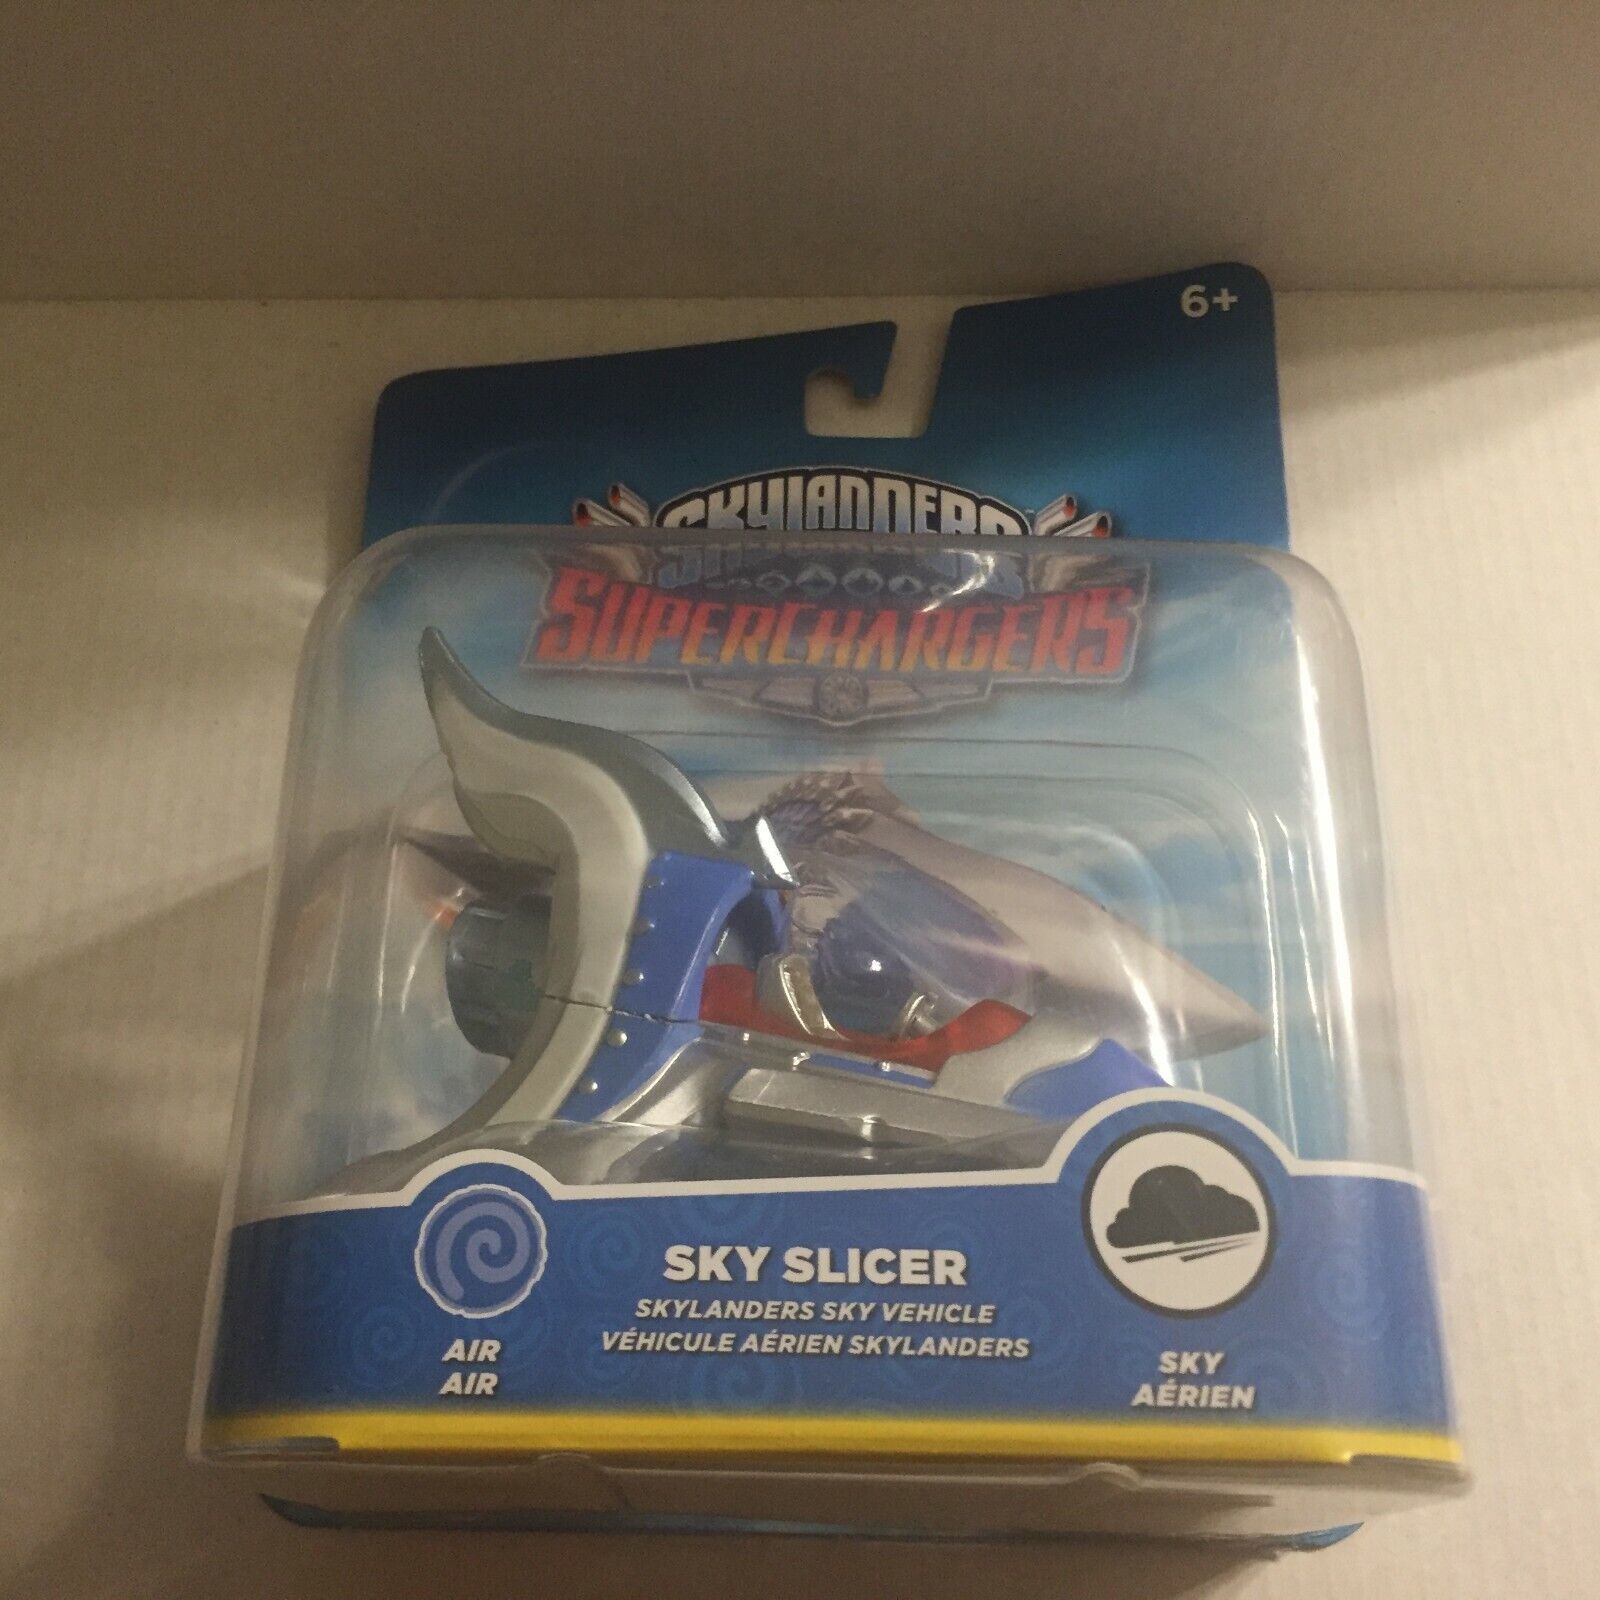 6+
SKYLANDERS
SUPERCHARGERS
SKY SLICER
SKYLANDERS SKY VEHICLE
VÉHICULE AÉRIEN SKYLANDERS
AIR
AIR
SKY
AÉRIEN